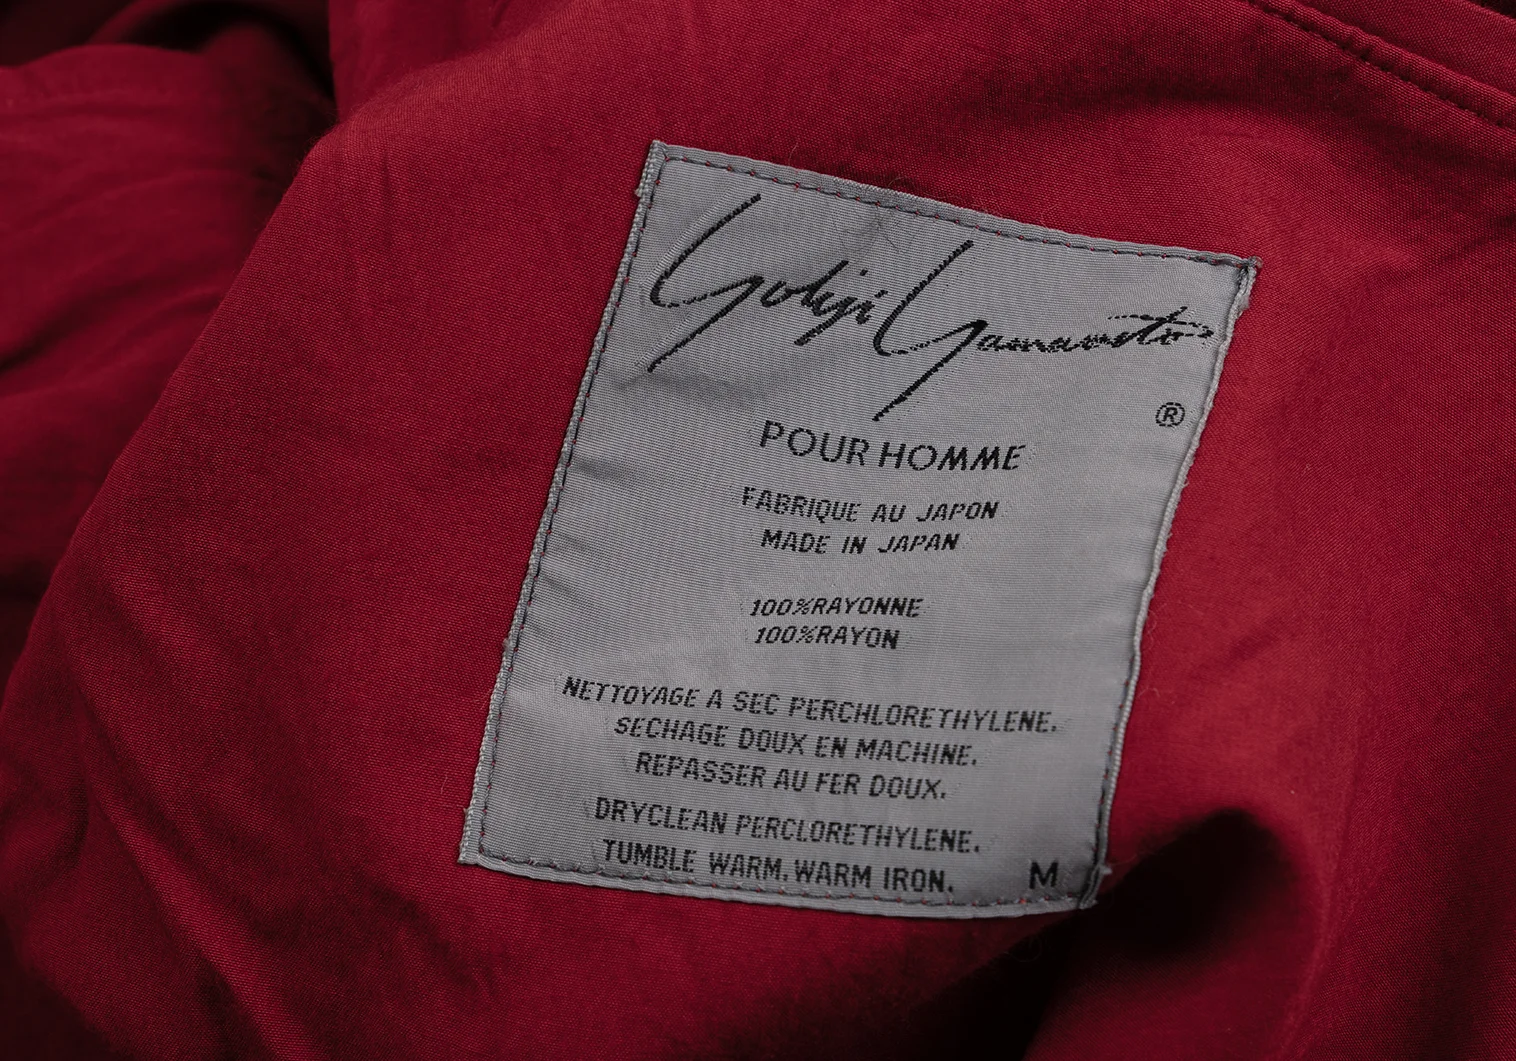 Yohji Yamamoto
®
POUR HOMME
FABRIQUE AU JAPON
MADE IN JAPAN
100%RAYONNE
100%RAYON
NETTOYAGE A SEC PERCHLORETHYLENE.
SECHAGE DOUX EN MACHINE.
REPASSER AU FER DOUX.
DRYCLEAN PERCLORETHYLENE.
TUMBLE WARM. WARM IRON.
M